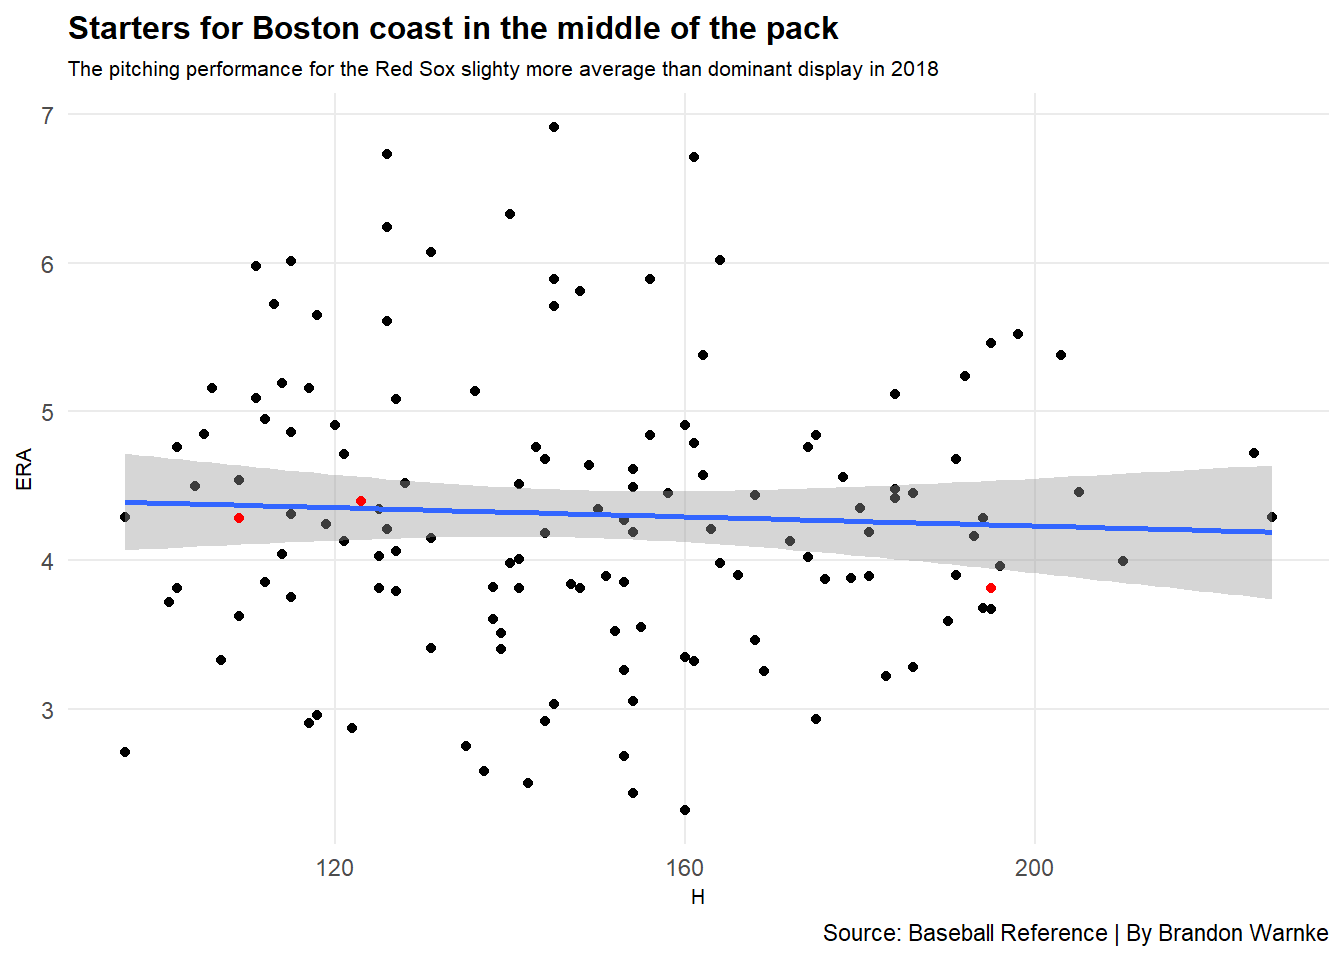 Starters for Boston coast in the middle of the pack
The pitching performance for the Red Sox slighty more average than dominant display in 2018
7
6
5
4
3
ERA
120
160
200
H
Source: Baseball Reference | By Brandon Warnke